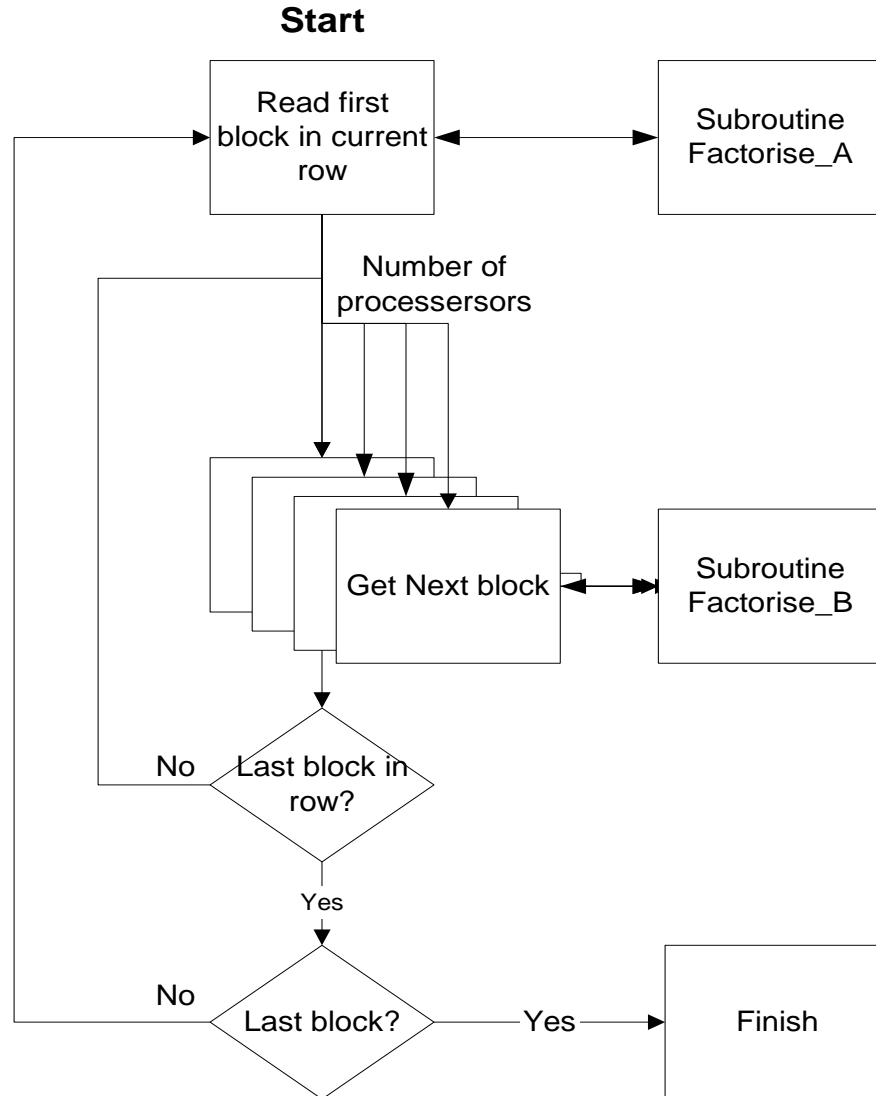 Start
Read first
block in current
row
Subroutine
Factorise_A
Number of
processersors
Get Next block
Subroutine
Factorise_B
No
Last block in
row?
Yes
No
Last block?
Yes
Finish